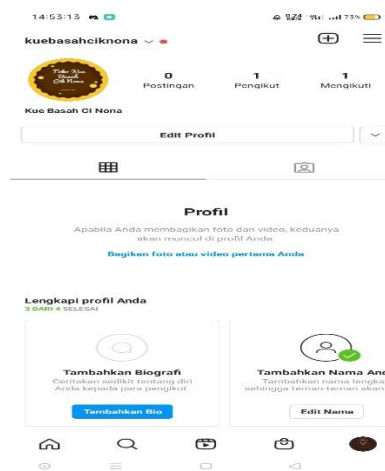 14:53:13
73%
kuebasahciknona
0
Postingan
1
Pengikut
1
Mengikuti
Kue Basah CI Nona
Edit Profil
Profil
Apabila Anda membagikan foto dan video, keduanya
akan muncul di profil Anda.
Bagikan foto atau video pertama Anda
Lengkapi profil Anda
3 DARI 4 SELESAI
Tambahkan Biografi
Ceritakan sedikit tentang diri
Anda kepada para pengikut.
Tambahkan Bio
Tambahkan Nama And
Tambahkan nama lengka
sehingga teman-teman akan
Edit Nama